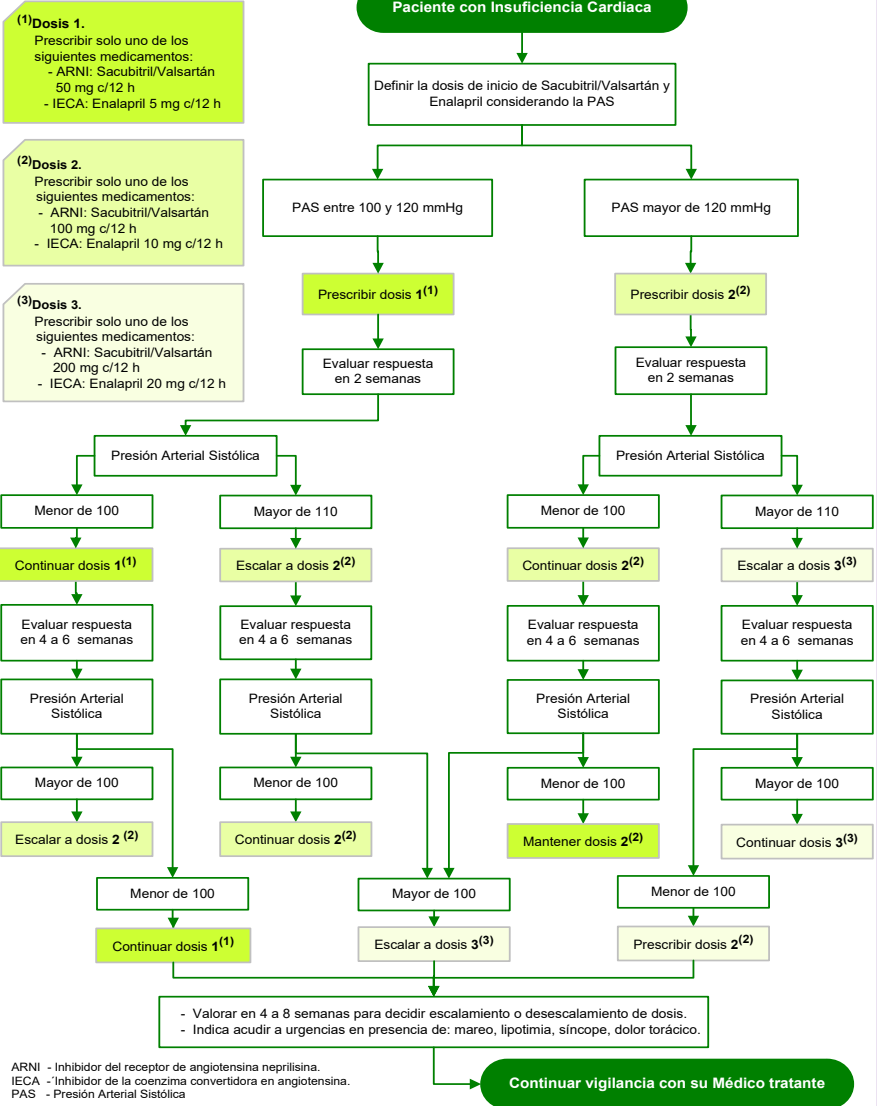 Paciente con Insuficiencia Cardiaca
(1)Dosis 1.
Prescribir solo uno de los
siguientes medicamentos:
- ARNI: Sacubitril/Valsartán
50 mg c/12 h
- IECA: Enalapril 5 mg c/12 h
(2)Dosis 2.
Prescribir solo uno de los
siguientes medicamentos:
- ARNI: Sacubitril/Valsartán
100 mg c/12 h
- IECA: Enalapril 10 mg c/12 h
(3)Dosis 3.
Prescribir solo uno de los
siguientes medicamentos:
- ARNI: Sacubitril/Valsartán
200 mg c/12 h
- IECA: Enalapril 20 mg c/12 h
Definir la dosis de inicio de Sacubitril/Valsartán y
Enalapril considerando la PAS
PAS entre 100 y 120 mmHg
PAS mayor de 120 mmHg
Prescribir dosis 1(1)
Prescribir dosis 2(2)
Evaluar respuesta
en 2 semanas
Evaluar respuesta
en 2 semanas
Presión Arterial Sistólica
Presión Arterial Sistólica
Menor de 100
Mayor de 110
Menor de 100
Mayor de 110
Continuar dosis 1(1)
Escalar a dosis 2(2)
Continuar dosis 2(2)
Escalar a dosis 3(3)
Evaluar respuesta
en 4 a 6 semanas
Evaluar respuesta
en 4 a 6 semanas
Evaluar respuesta
en 4 a 6 semanas
Evaluar respuesta
en 4 a 6 semanas
Presión Arterial
Sistólica
Presión Arterial
Sistólica
Presión Arterial
Sistólica
Presión Arterial
Sistólica
Mayor de 100
Menor de 100
Menor de 100
Mayor de 100
Escalar a dosis 2 (2)
Continuar dosis 2(2)
Mantener dosis 2(2)
Continuar dosis 3(3)
Menor de 100
Mayor de 100
Menor de 100
Continuar dosis 1(1)
Escalar a dosis 3(3)
Prescribir dosis 2(2)
- Valorar en 4 a 8 semanas para decidir escalamiento o desescalamiento de dosis.
- Indica acudir a urgencias en presencia de: mareo, lipotimia, síncope, dolor torácico.
ARNI - Inhibidor del receptor de angiotensina neprilisina.
IECA -´Inhibidor de la coenzima convertidora en angiotensina.
PAS - Presión Arterial Sistólica
Continuar vigilancia con su Médico tratante